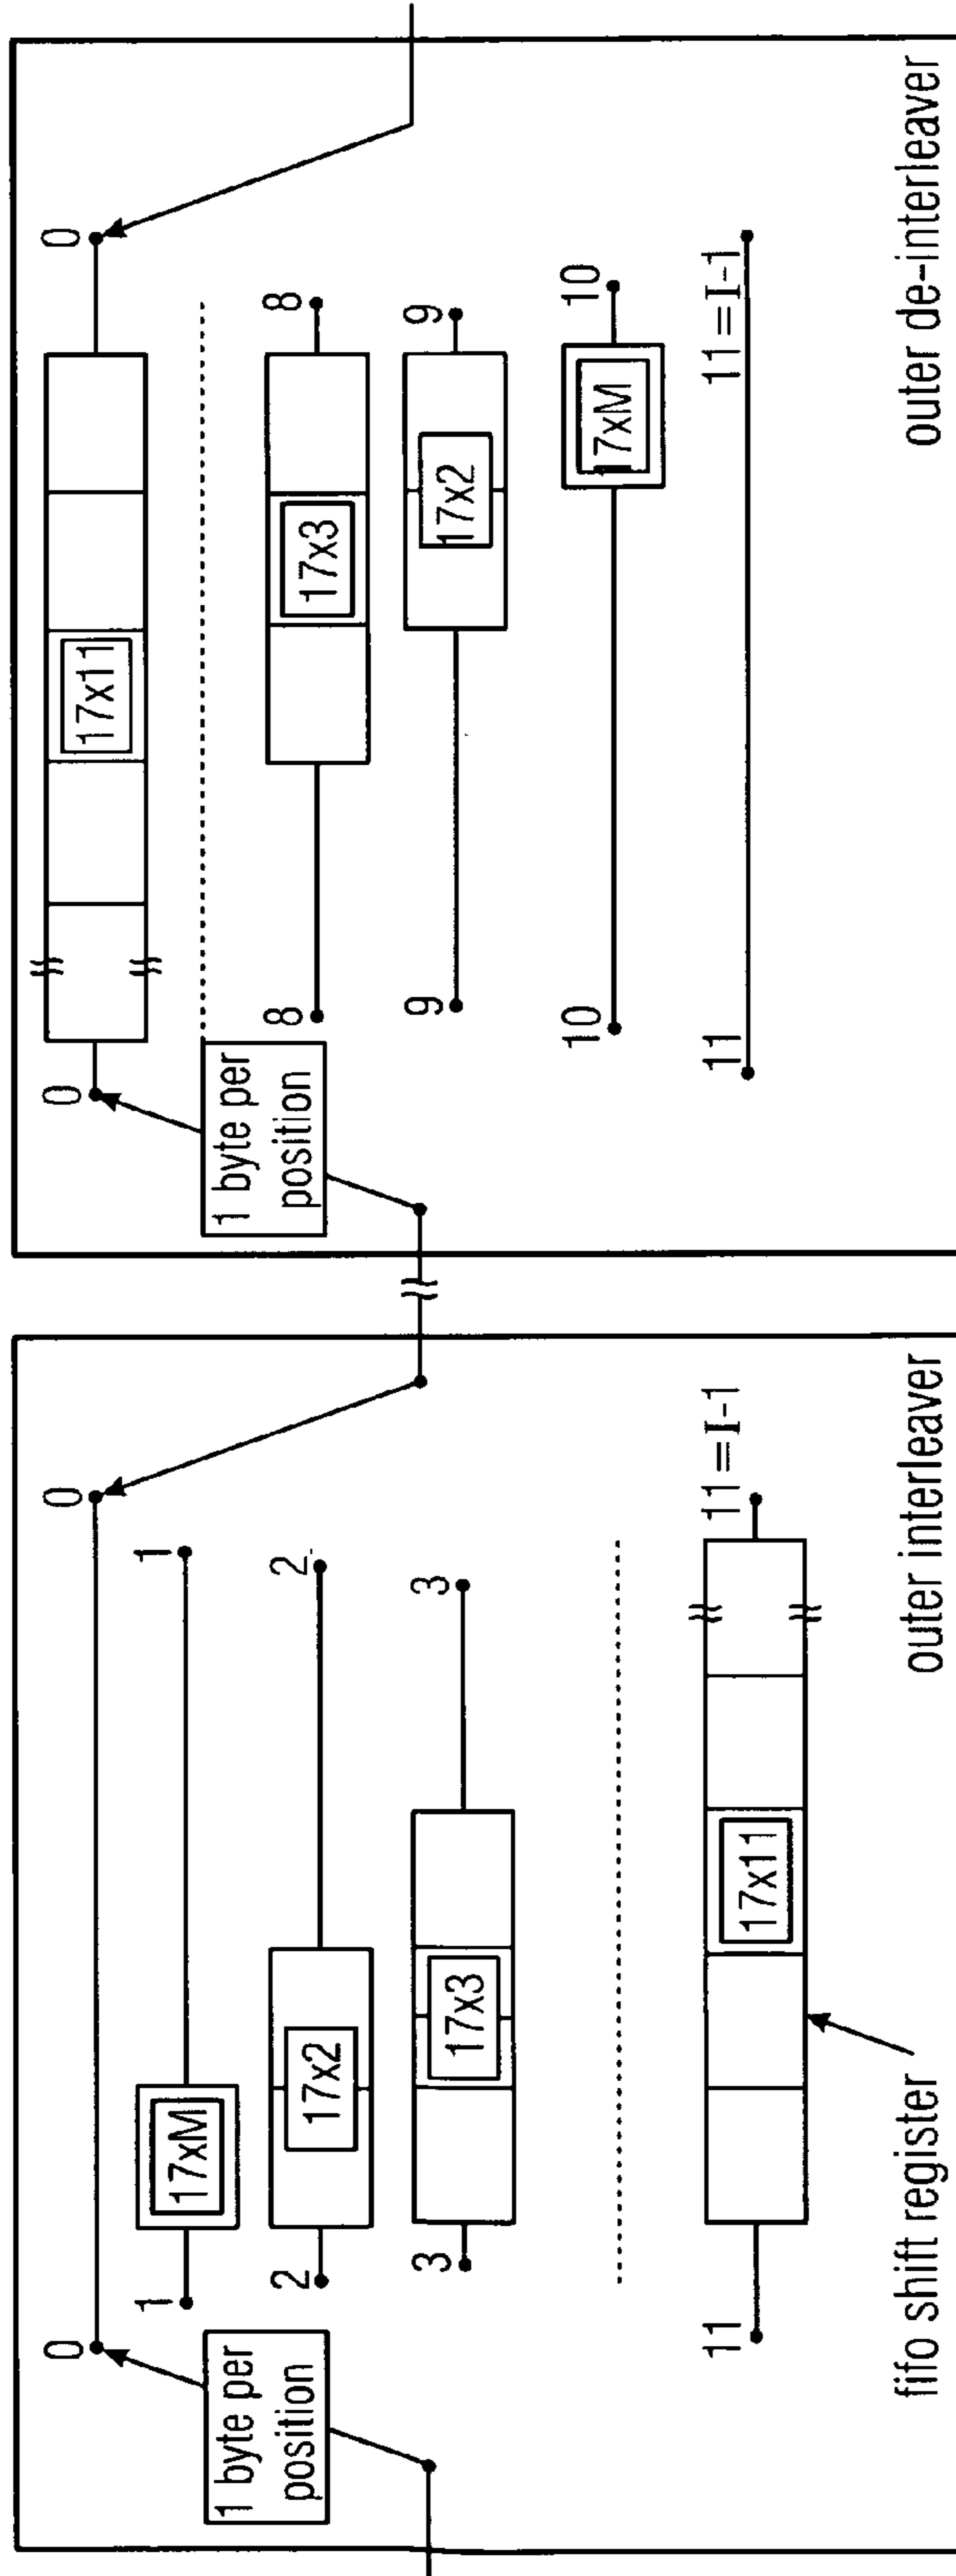 0
0
1 byte per
position
1
17xM
1
2
17x2
2
3
17x3
3
11
17x11
11=I-1
fifo shift register
outer interleaver
0
17x11
0
1 byte per
position
8
17x3
8
9
17x2
9
10
17xM
10
11
11=I-1
outer de-interleaver